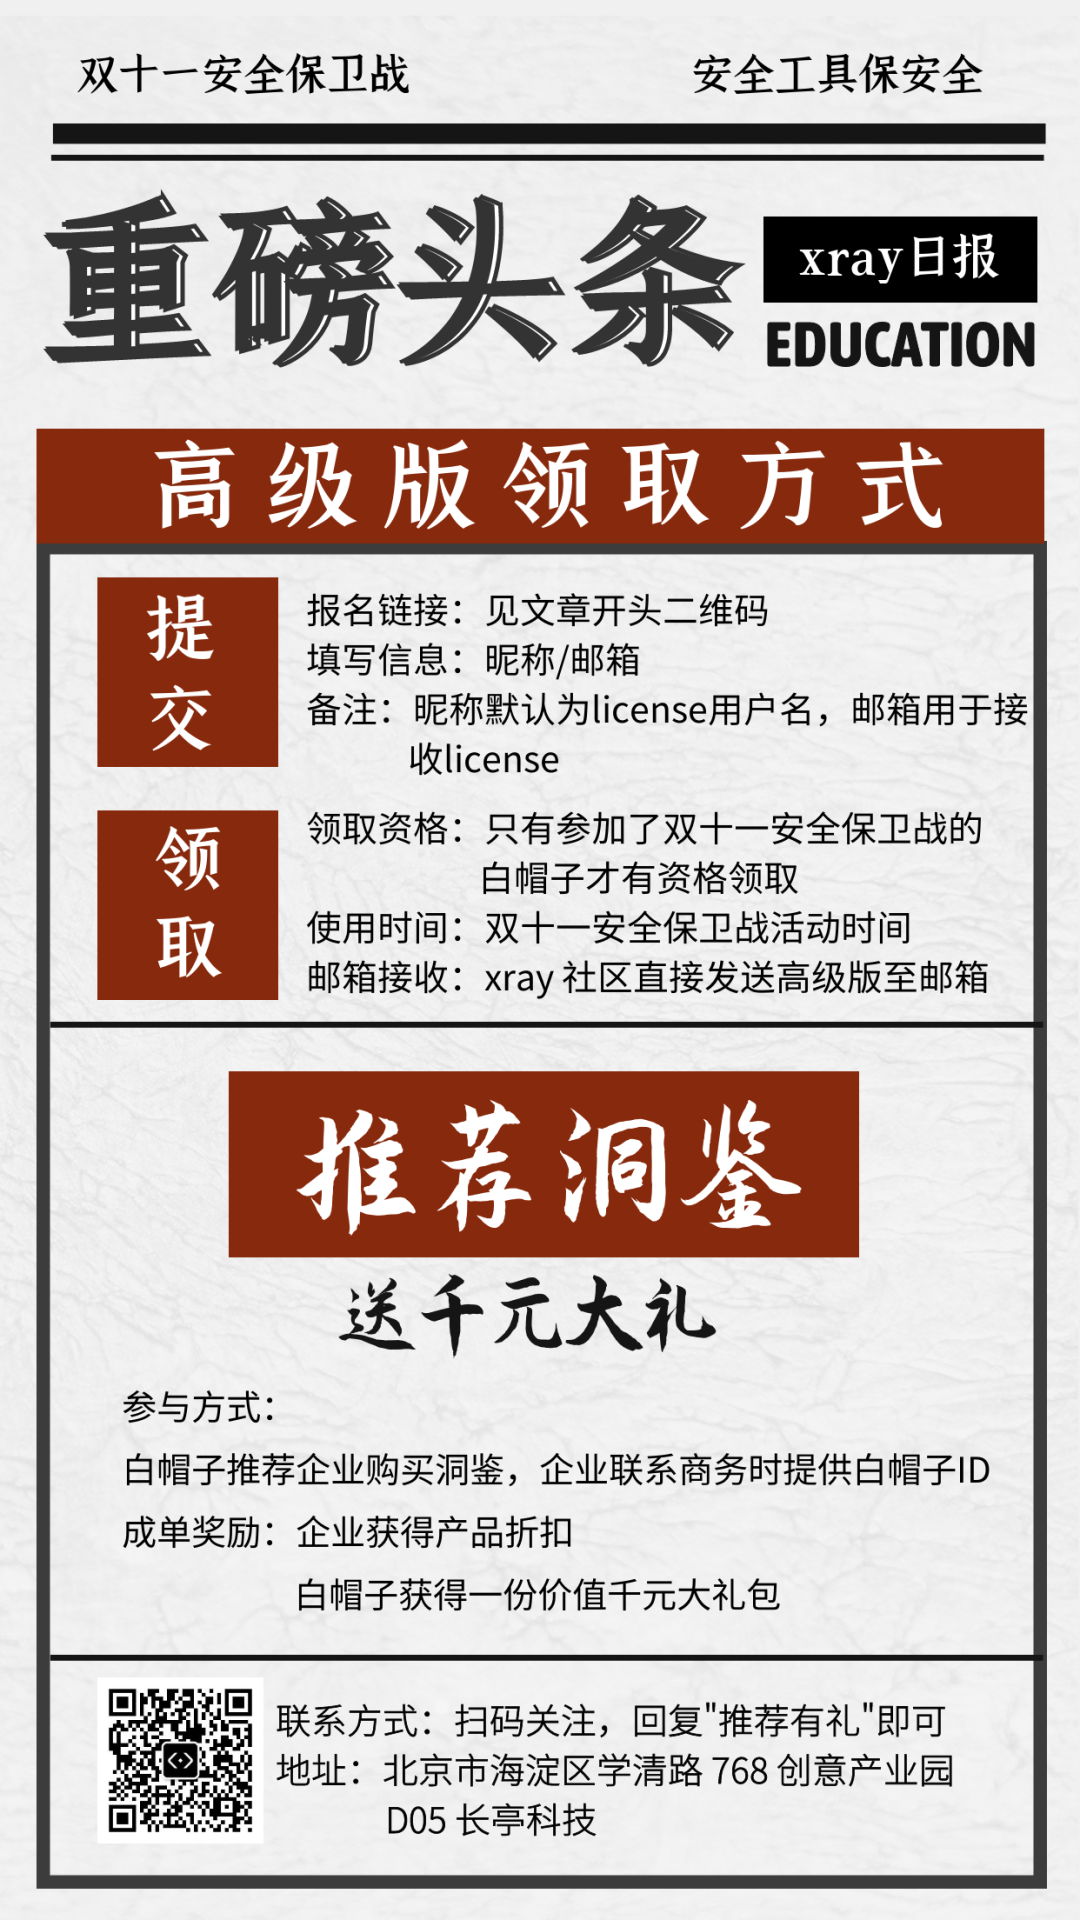 双十一安全保卫战
安全工具保安全
重磅头条
xray日报
EDUCATION
高级版领取方式
提交
报名链接：见文章开头二维码
填写信息：昵称/邮箱
备注：昵称默认为license用户名，邮箱用于接
收license
领取
领取资格：只有参加了双十一安全保卫战的
白帽子才有资格领取
使用时间：双十一安全保卫战活动时间
邮箱接收：xray 社区直接发送高级版至邮箱
推荐洞鉴
送千元大礼
参与方式：
白帽子推荐企业购买洞鉴，企业联系商务时提供白帽子ID
成单奖励：企业获得产品折扣
白帽子获得一份价值千元大礼包
联系方式：扫码关注，回复"推荐有礼"即可
地址：北京市海淀区学清路 768 创意产业园
D05 长亭科技